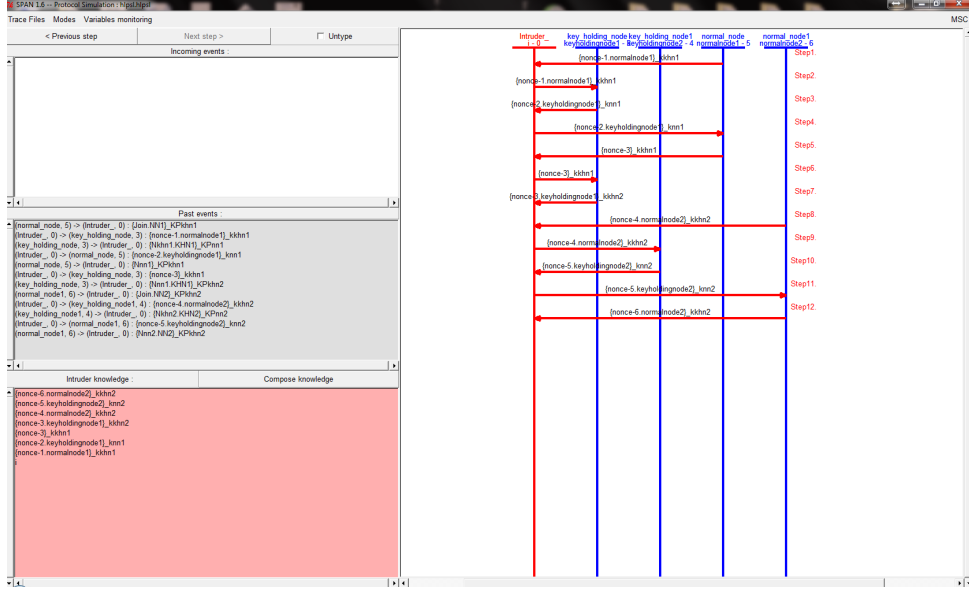 SPAN 1.6 – Protocol Simulation : hlpsl.hlpsl
Trace Files Modes Variables monitoring MSC
< Previous step Next step > Untype
Incoming events :
Past events :
(normal_node, 5) -> (Intruder_, 0) : {Join.NN1}_KPkhn1
(Intruder_, 0) -> (key_holding_node, 3) : {nonce-1.normalnode1}_kkhn1
(key_holding_node, 3) -> (Intruder_, 0) : {Nkhn1.KHN1}_KPnn1
(Intruder_, 0) -> (normal_node, 5) : {nonce-2.keyholdingnode1}_knn1
(normal_node, 5) -> (Intruder_, 0) : {Nnn1}_KPkhn1
(Intruder_, 0) -> (key_holding_node, 3) : {nonce-3}_kkhn1
(key_holding_node, 3) -> (Intruder_, 0) : {Nn1.KHN1}_KPkhn2
(normal_node1, 6) -> (Intruder_, 0) : {Join.NN2}_KPkhn2
(Intruder_, 0) -> (key_holding_node1, 4) : {nonce-4.normalnode2}_kkhn2
(key_holding_node1, 4) -> (Intruder_, 0) : {Nkhn2.KHN2}_KPnn2
(Intruder_, 0) -> (normal_node1, 6) : {nonce-5.keyholdingnode2}_knn2
(normal_node1, 6) -> (Intruder_, 0) : {Nnn2.NN2}_KPkhn2
Intruder knowledge : Compose knowledge
{nonce-6.normalnode2}_kkhn2
{nonce-5.keyholdingnode2}_knn2
{nonce-4.normalnode2}_kkhn2
{nonce-3.keyholdingnode1}_kkhn2
{nonce-3}_kkhn1
{nonce-2.keyholdingnode1}_knn1
{nonce-1.normalnode1}_kkhn1
i
Intruder_ key_holding_node key_holding_node1 normal_node normal_node1
i - 0 keyholdingnode1 - keyholdingnode2 - 4 normalnode1 - 5 normalnode2 - 6
Step1.
{nonce-1.normalnode1}_kkhn1
Step2.
{nonce-1.normalnode1}_kkhn1
Step3.
{nonce-2.keyholdingnode1}_knn1
Step4.
{nonce-2.keyholdingnode1}_knn1
Step5.
{nonce-3}_kkhn1
Step6.
{nonce-3}_kkhn1
Step7.
{nonce-3.keyholdingnode1}_kkhn2
Step8.
{nonce-4.normalnode2}_kkhn2
Step9.
{nonce-4.normalnode2}_kkhn2
Step10.
{nonce-5.keyholdingnode2}_knn2
Step11.
{nonce-5.keyholdingnode2}_knn2
Step12.
{nonce-6.normalnode2}_kkhn2